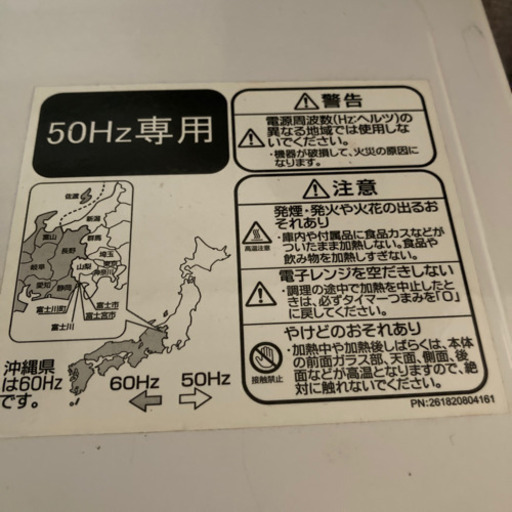 50Hz専用
警告
電源周波数(Hz:ヘルツ)の
異なる地域では使用しな
いでください。
・機器が破損して、火災の原因に
なります。
注意
発煙・発火や火花の出るお
それあり
高温注意
・庫内や付属品に食品カスなどが
ついたまま加熱しない。食品や
飲み物を加熱しすぎない。
電子レンジを空だきしない
・調理の途中で加熱を中止したと
きは、必ずタイマーつまみを「0」
に戻してください。
やけどのおそれあり
接触禁止
・加熱中や加熱後しばらくは、本体
の前面ガラス部、天面、側面、後
面などが高温となりますので、絶
対に触れないでください。
佐渡
新潟
富山
群馬
長野
埼玉
岐阜
山梨
東京
神奈川
愛知
静岡
富士川町
富士市
富士宮市
富士川
沖縄県
は60Hz
です。
60Hz
50Hz
PN:261820804161